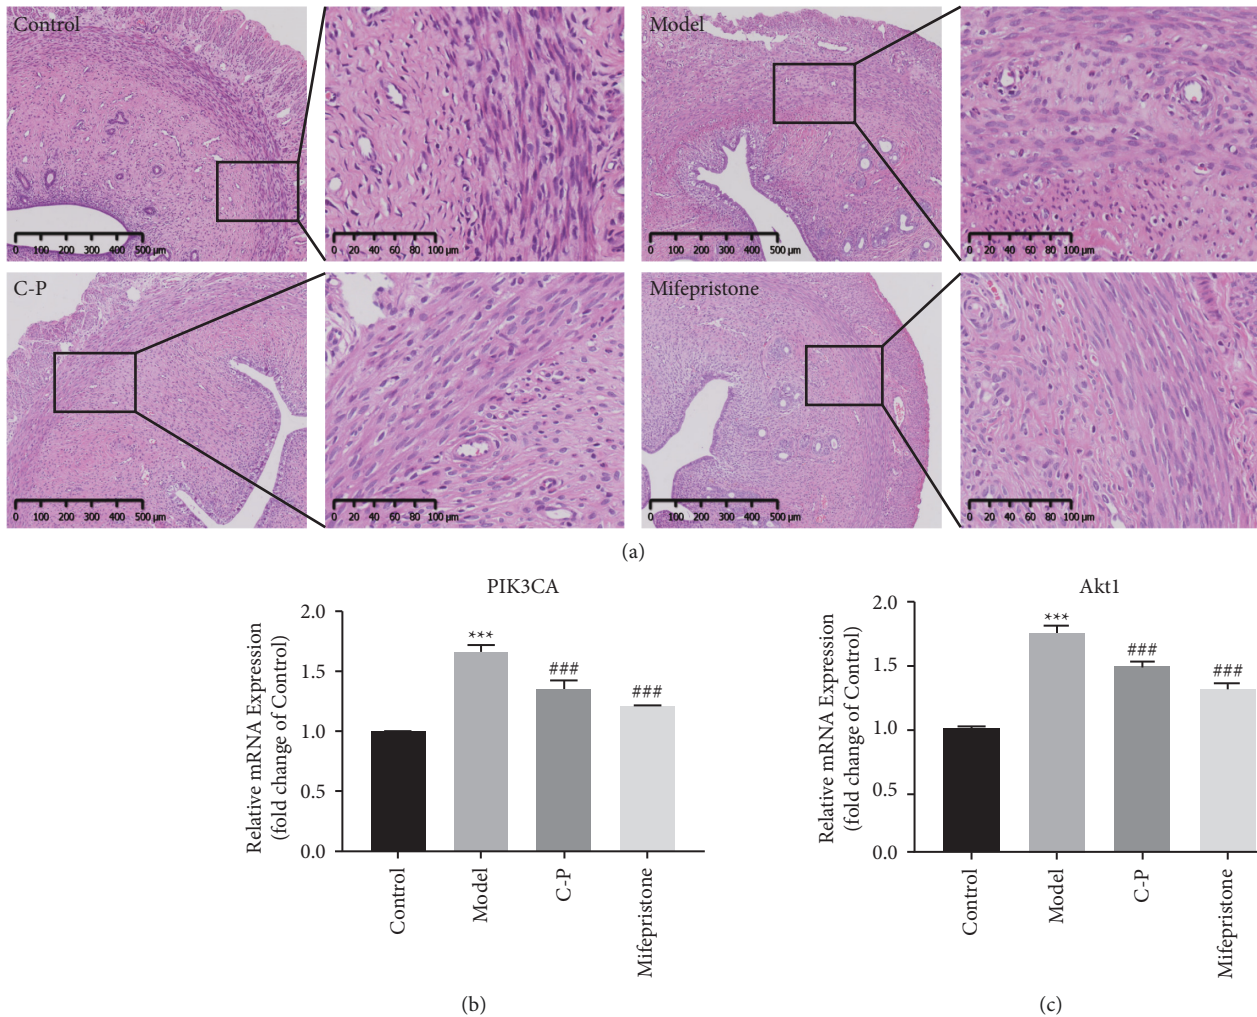 Control
0 100 200 300 400 500 µm
0 20 40 60 80 100 µm
Model
0 100 200 300 400 500 µm
0 20 40 60 80 100 µm
C-P
0 100 200 300 400 500 µm
0 20 40 60 80 100 µm
Mifepristone
0 100 200 300 400 500 µm
0 20 40 60 80 100 µm
(a)
PIK3CA
Relative mRNA Expression
(fold change of Control)
2.0
1.5
1.0
0.5
0.0
***
###
###
Control
Model
C-P
Mifepristone
(b)
Akt1
Relative mRNA Expression
(fold change of Control)
2.0
1.5
1.0
0.5
0.0
***
###
###
Control
Model
C-P
Mifepristone
(c)